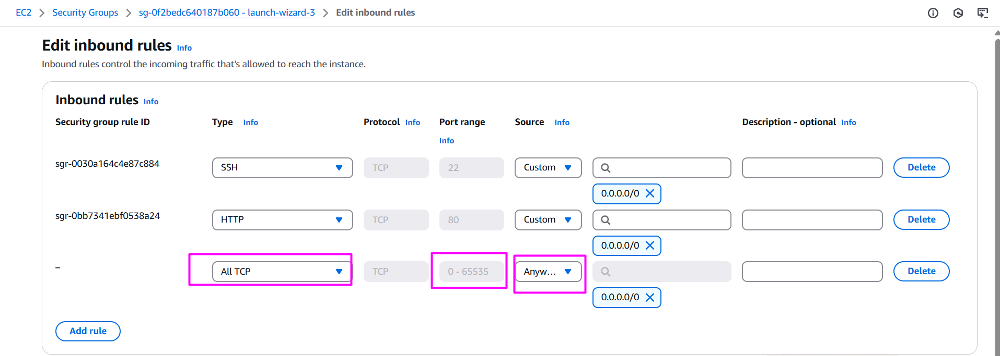 EC2 > Security Groups > sg-0f2bedc640187b060 - launch-wizard-3 > Edit inbound rules
Edit inbound rules Info
Inbound rules control the incoming traffic that's allowed to reach the instance.
Inbound rules Info
Security group rule ID Type Info Protocol Info Port range Info Source Info Description - optional Info
sgr-0030a164c4e87c884 SSH TCP 22 Custom Delete
0.0.0.0/0
sgr-0bb7341ebf0538a24 HTTP TCP 80 Custom Delete
0.0.0.0/0
– All TCP TCP 0 - 65535 Anyw... Delete
0.0.0.0/0
Add rule